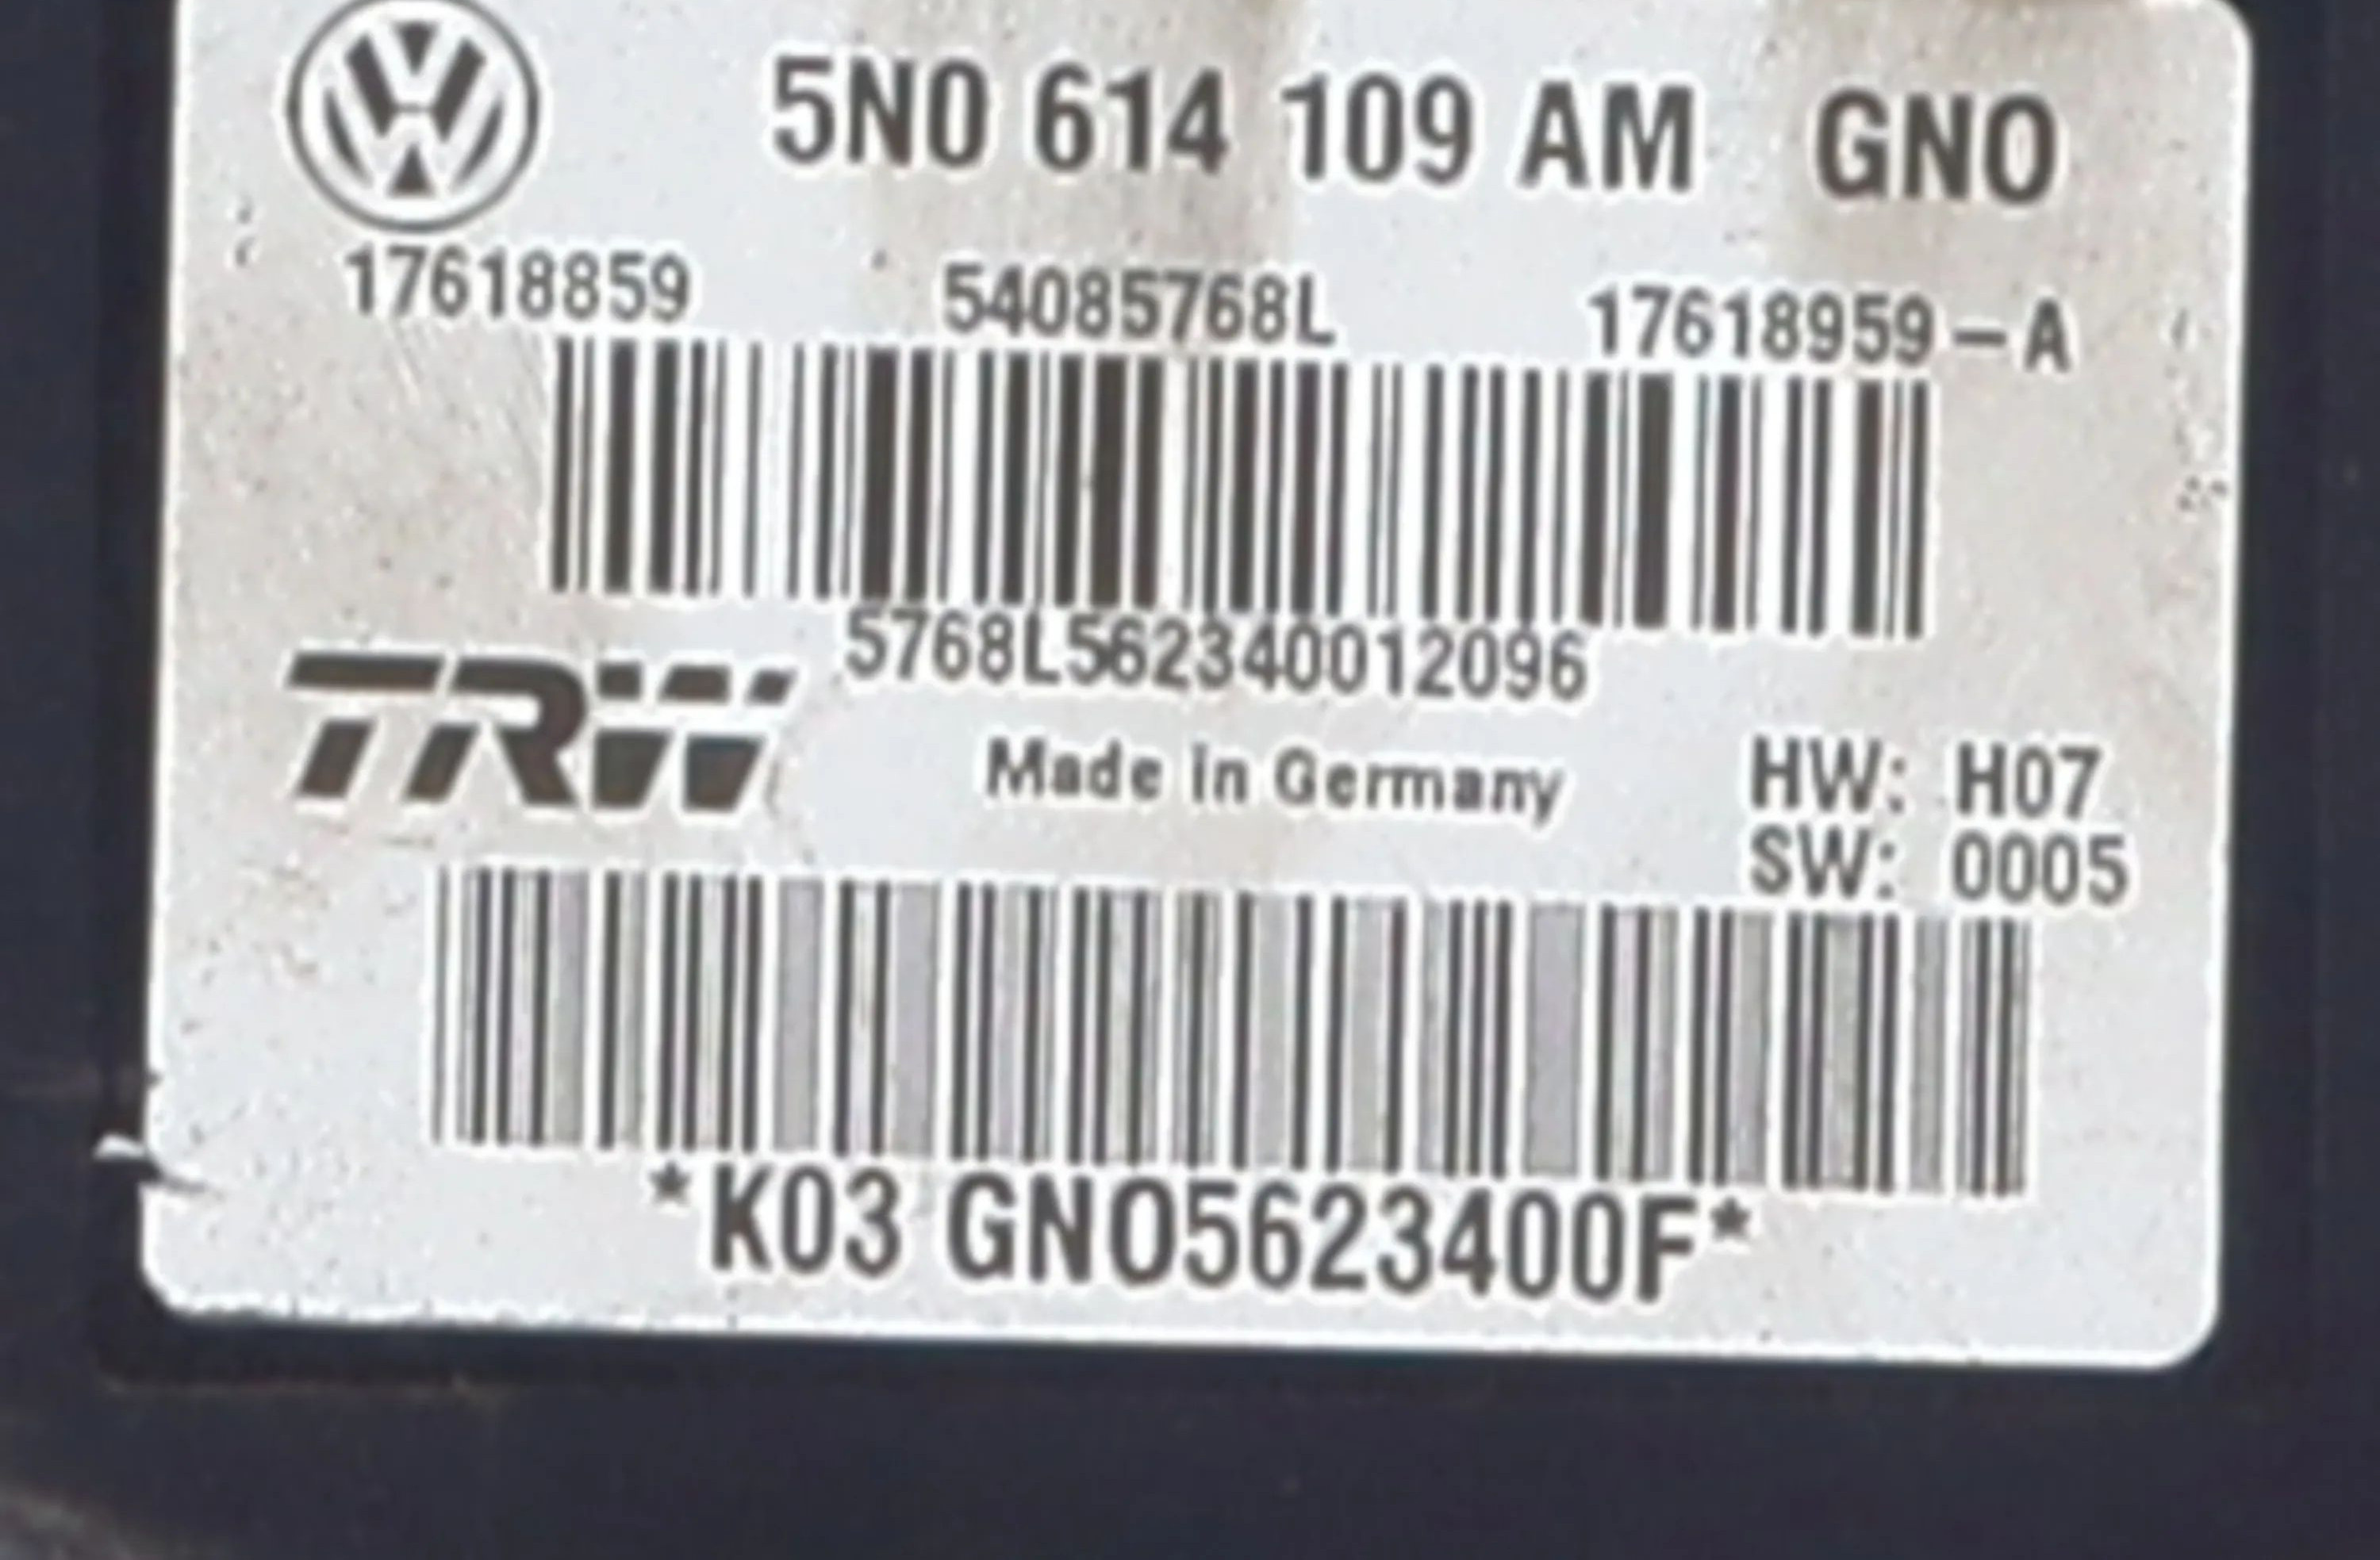 5N0 614 109 AM GNO
17618859 54085768L 17618959-A
5768L562340012096
TRW
Made in Germany
HW: H07
SW: 0005
*K03 GNO5623400F*